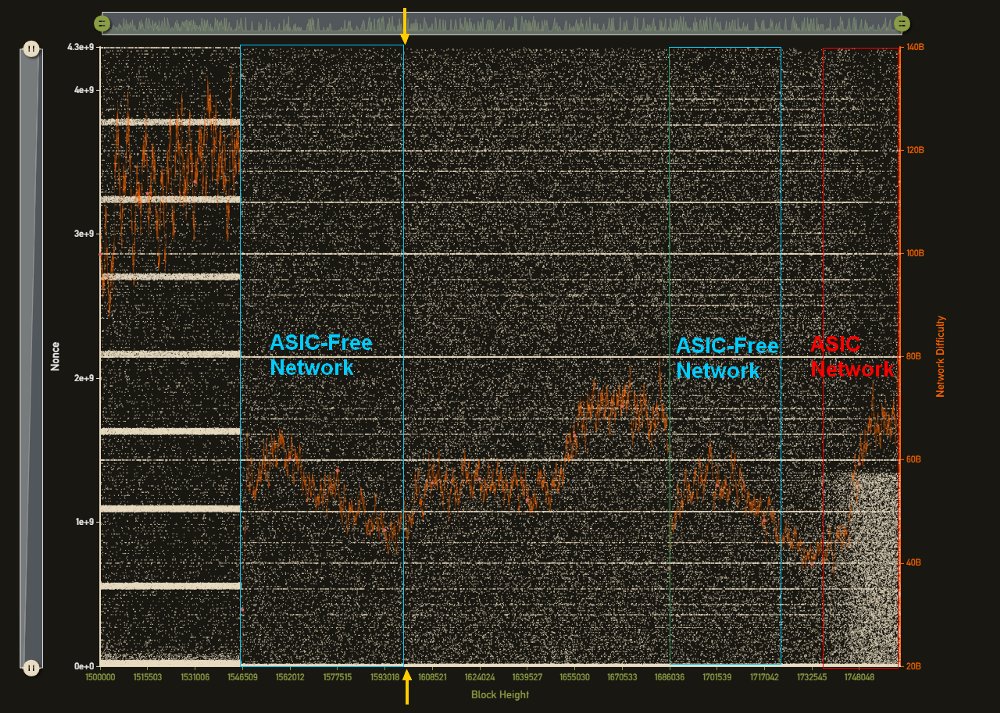 4.3e+9
140B
4e+9
120B
3e+9
100B
ASIC-Free
Network
ASIC-Free
Network
ASIC
Network
Nonce
Network Difficulty
80B
2e+9
60B
1e+9
40B
0e+0
20B
1500000 1515503 1531006 1546509 1562012 1577515 1593018 1608521 1624024 1639527 1655030 1670533 1686036 1701539 1717042 1732545 1748048
Block Height